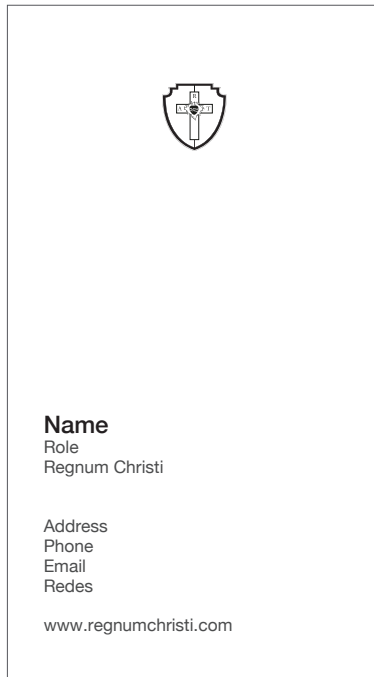 Name
Role
Regnum Christi
Address
Phone
Email
Redes
www.regnumchristi.com